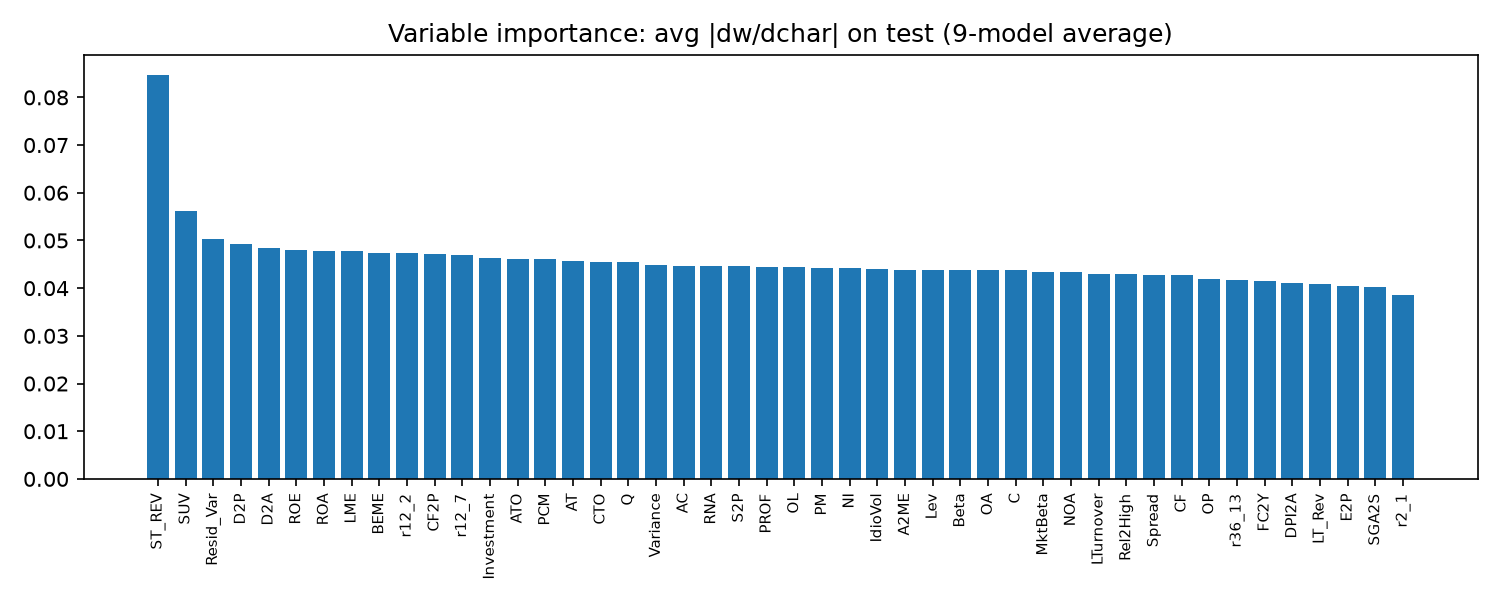 Variable importance: avg |dw/dchar| on test (9-model average)
0.08
0.07
0.06
0.05
0.04
0.03
0.02
0.01
0.00
ST_REV
SUV
Resid_Var
D2P
D2A
ROE
ROA
LME
BEME
r12_2
CF2P
r12_7
Investment
ATO
PCM
AT
CTO
Q
Variance
AC
RNA
S2P
PROF
OL
PM
NI
IdioVol
A2ME
Lev
Beta
OA
C
MktBeta
NOA
LTurnover
Rel2High
Spread
CF
OP
r36_13
FC2Y
DPI2A
LT_Rev
E2P
SGA2S
r2_1